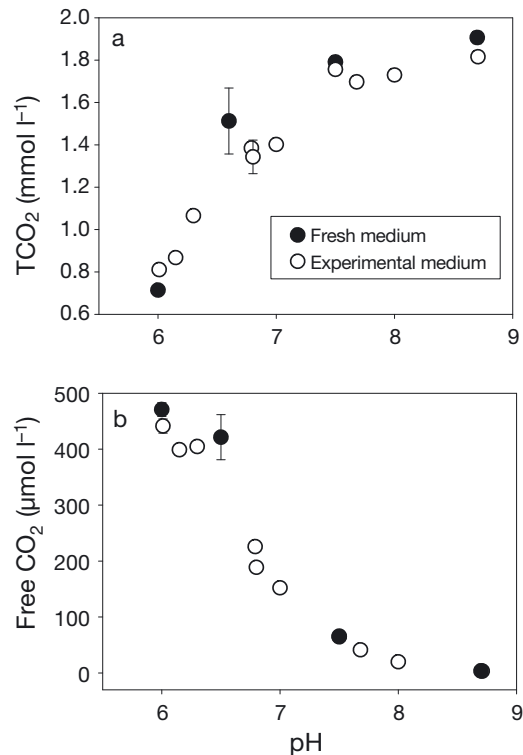 a
TCO₂ (mmol l⁻¹)
2.0
1.8
1.6
1.4
1.2
1.0
0.8
0.6
Fresh medium
Experimental medium
6 7 8 9
b
Free CO₂ (µmol l⁻¹)
500
400
300
200
100
0
6 7 8 9
pH